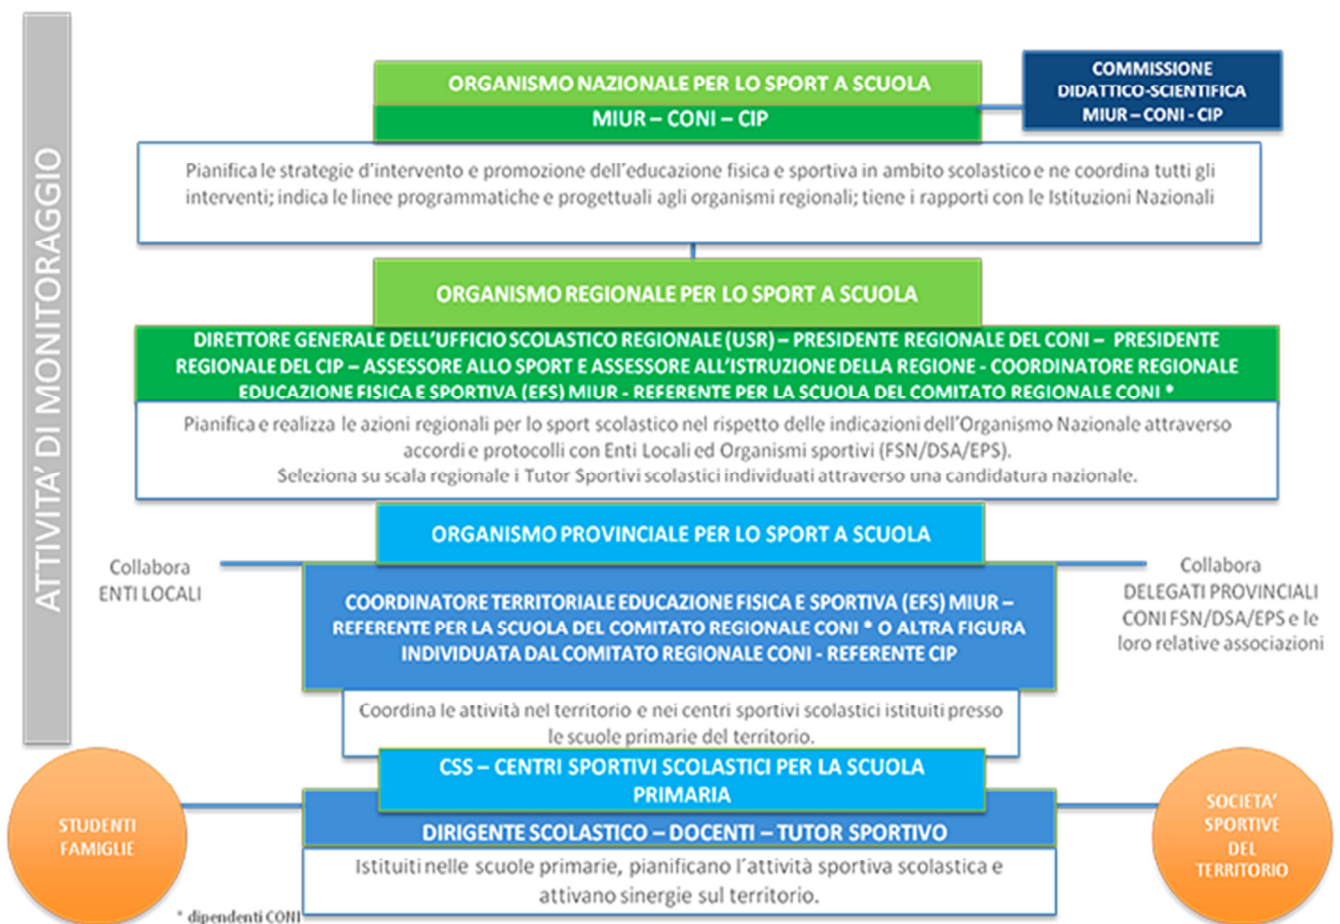 ATTIVITA' DI MONITORAGGIO
ORGANISMO NAZIONALE PER LO SPORT A SCUOLA
MIUR – CONI – CIP
COMMISSIONE
DIDATTICO-SCIENTIFICA
MIUR – CONI - CIP
Pianifica le strategie d'intervento e promozione dell'educazione fisica e sportiva in ambito scolastico e ne coordina tutti gli
interventi; indica le linee programmatiche e progettuali agli organismi regionali; tiene i rapporti con le Istituzioni Nazionali
ORGANISMO REGIONALE PER LO SPORT A SCUOLA
DIRETTORE GENERALE DELL'UFFICIO SCOLASTICO REGIONALE (USR) – PRESIDENTE REGIONALE DEL CONI – PRESIDENTE
REGIONALE DEL CIP – ASSESSORE ALLO SPORT E ASSESSORE ALL'ISTRUZIONE DELLA REGIONE - COORDINATORE REGIONALE
EDUCAZIONE FISICA E SPORTIVA (EFS) MIUR - REFERENTE PER LA SCUOLA DEL COMITATO REGIONALE CONI *
Pianifica e realizza le azioni regionali per lo sport scolastico nel rispetto delle indicazioni dell'Organismo Nazionale attraverso
accordi e protocolli con Enti Locali ed Organismi sportivi (FSN/DSA/EPS).
Seleziona su scala regionale i Tutor Sportivi scolastici individuati attraverso una candidatura nazionale.
ORGANISMO PROVINCIALE PER LO SPORT A SCUOLA
Collabora
ENTI LOCALI
COORDINATORE TERRITORIALE EDUCAZIONE FISICA E SPORTIVA (EFS) MIUR –
REFERENTE PER LA SCUOLA DEL COMITATO REGIONALE CONI * O ALTRA FIGURA
INDIVIDUATA DAL COMITATO REGIONALE CONI - REFERENTE CIP
Collabora
DELEGATI PROVINCIALI
CONI FSN/DSA/EPS e le
loro relative associazioni
Coordina le attività nel territorio e nei centri sportivi scolastici istituiti presso
le scuole primarie del territorio.
CSS – CENTRI SPORTIVI SCOLASTICI PER LA SCUOLA
PRIMARIA
DIRIGENTE SCOLASTICO – DOCENTI – TUTOR SPORTIVO
Istituiti nelle scuole primarie, pianificano l'attività sportiva scolastica e
attivano sinergie sul territorio.
STUDENTI
FAMIGLIE
SOCIETA'
SPORTIVE
DEL
TERRITORIO
* dipendenti CONI